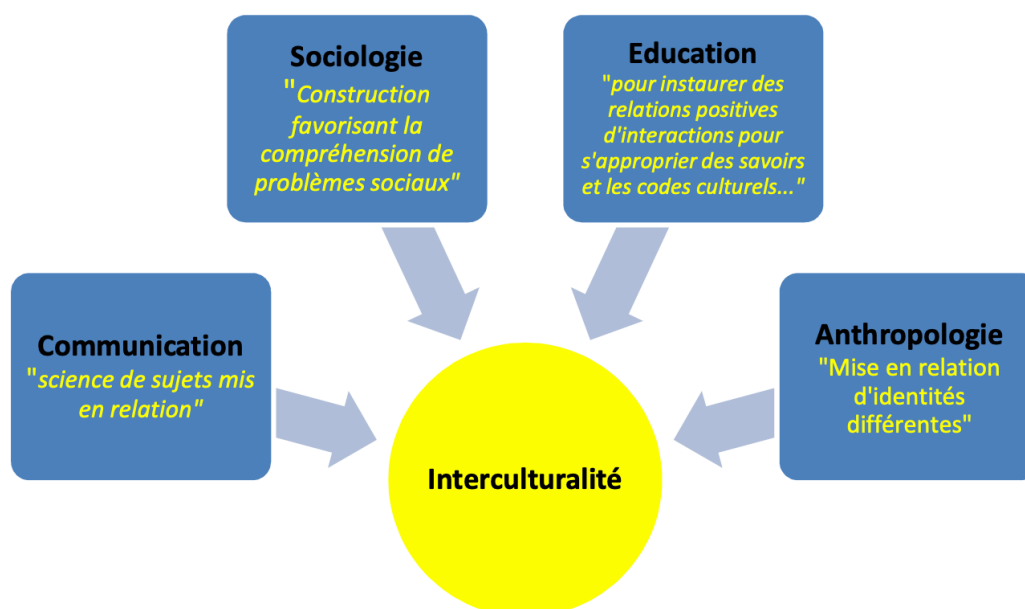 Sociologie
"Construction
favorisant la
compréhension de
problèmes sociaux"
Education
"pour instaurer des
relations positives
d'interactions pour
s'approprier des savoirs
et les codes culturels..."
Communication
"science de sujets mis
en relation"
Anthropologie
"Mise en relation
d'identités
différentes"
Interculturalité